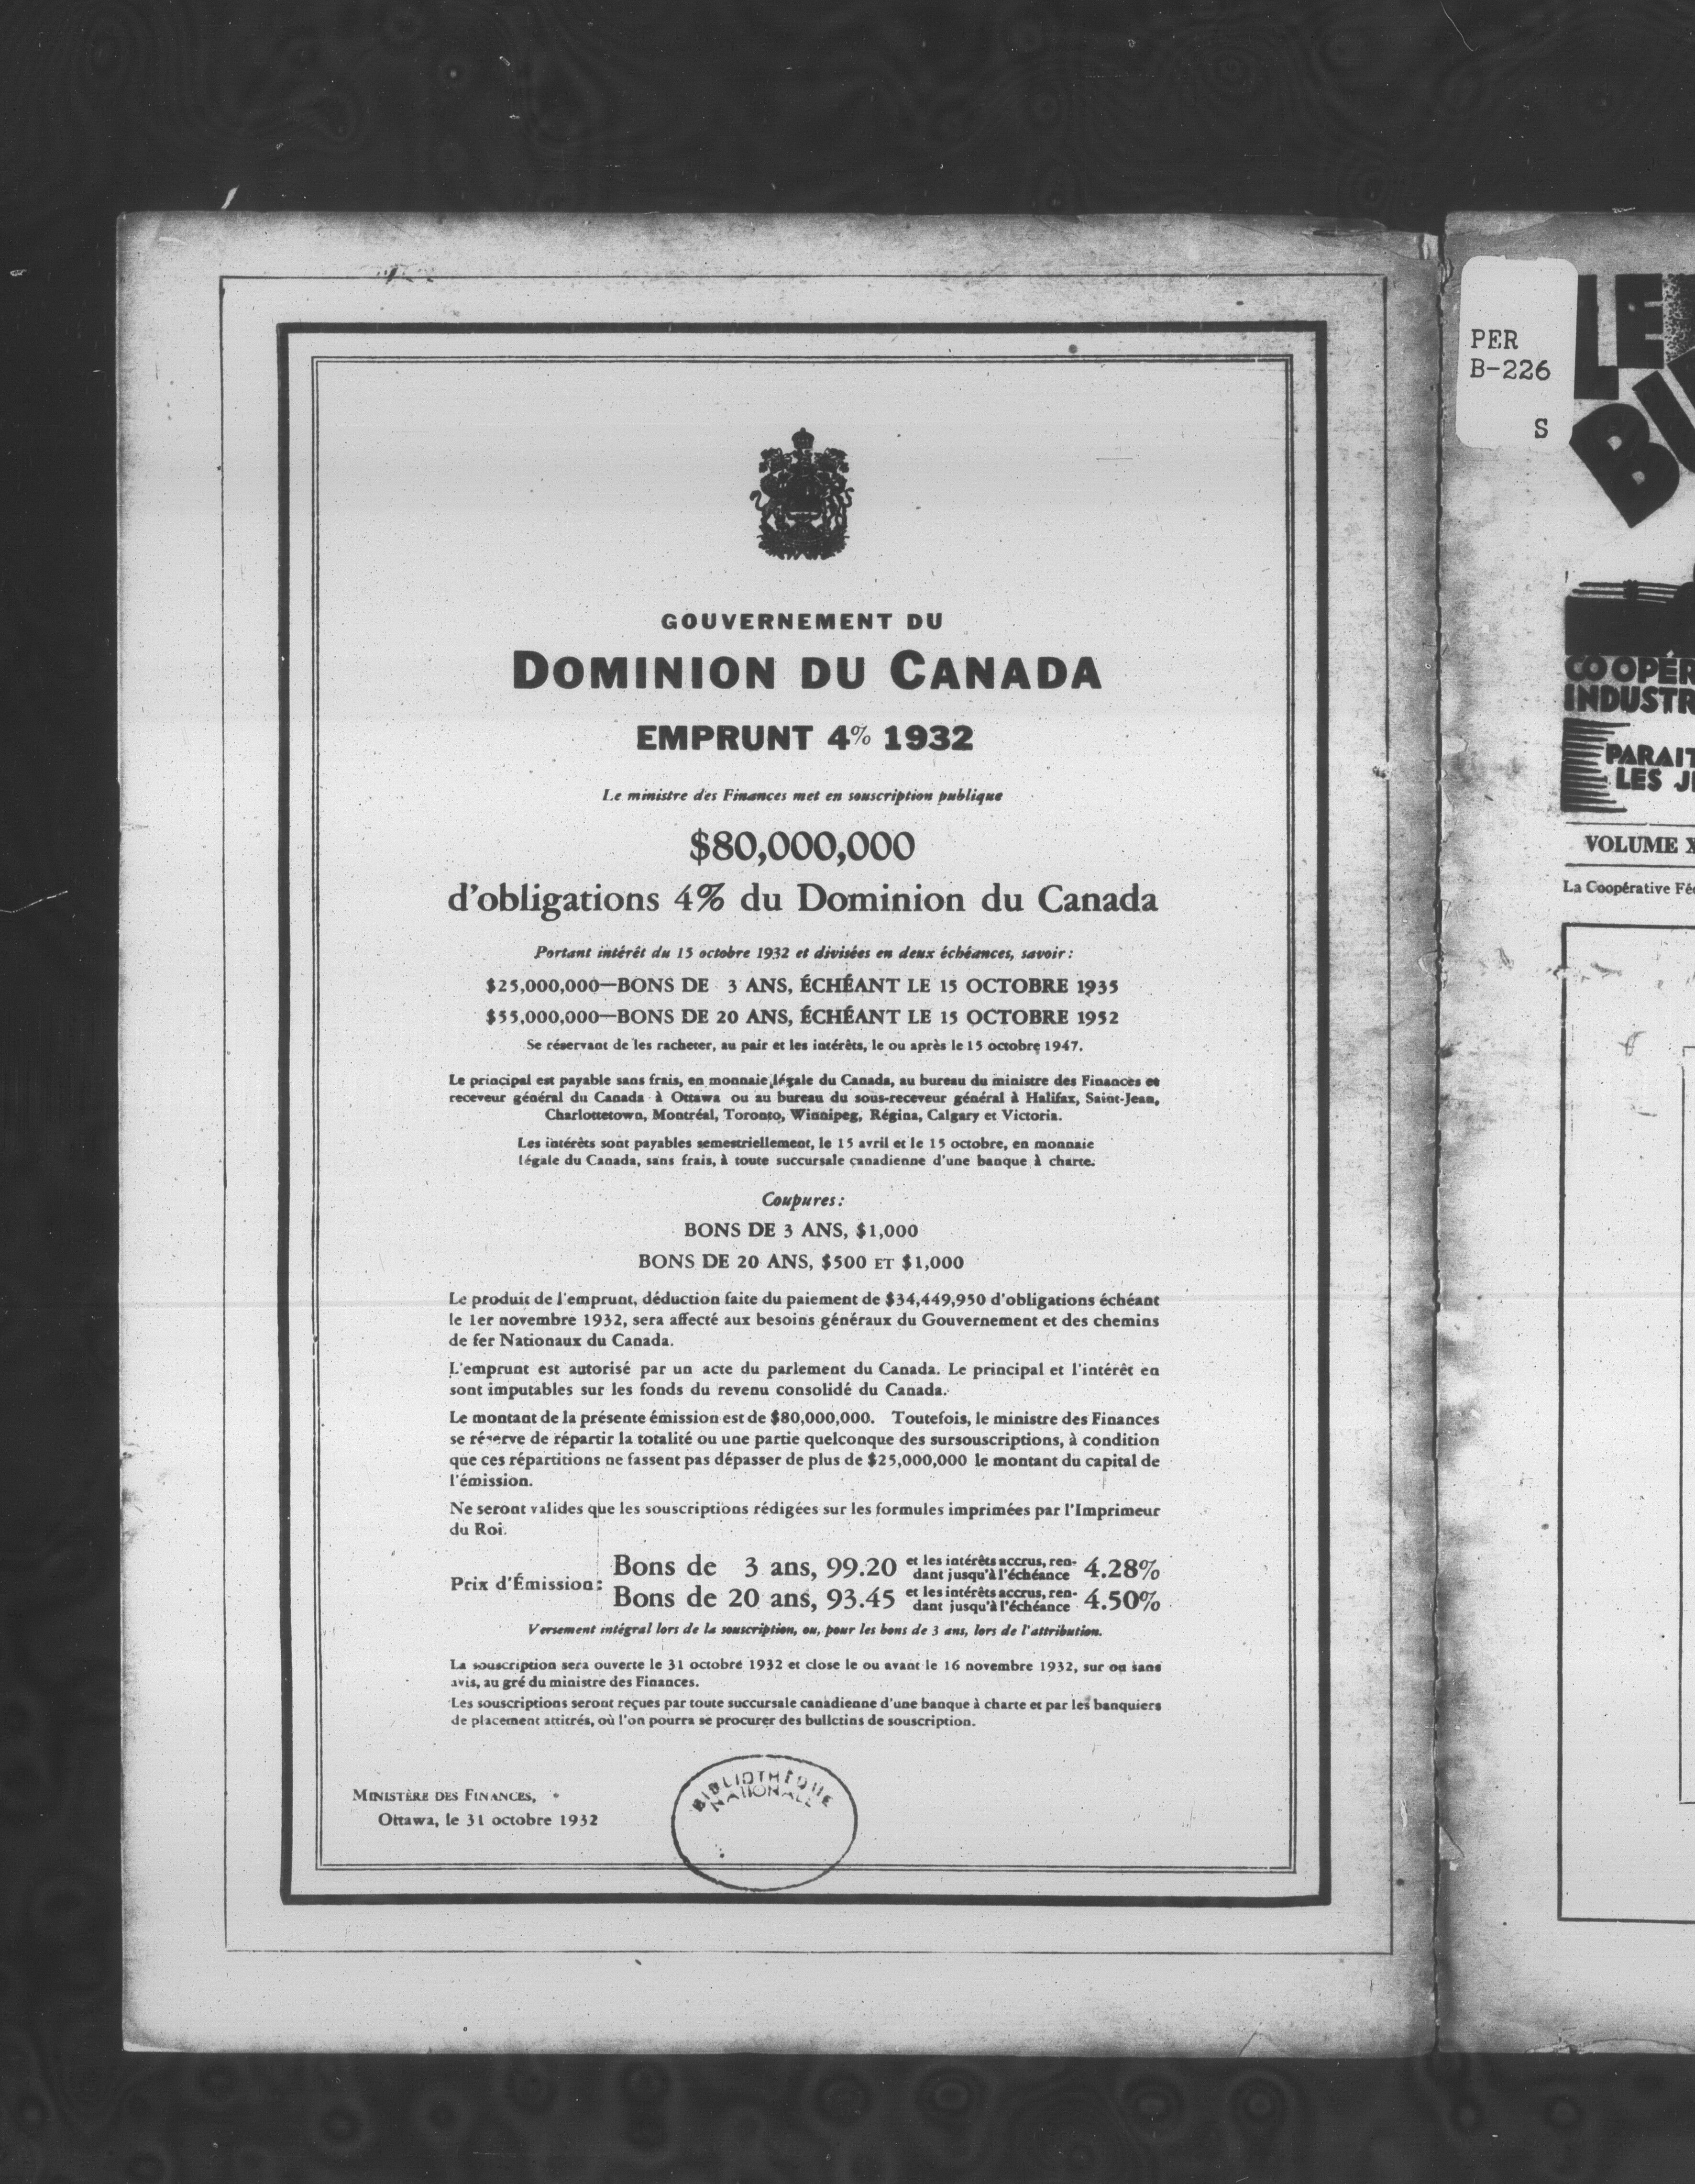 GOUVERNEMENT DU
DOMINION DU CANADA
EMPRUNT 4% 1932
Le ministre des Finances met en souscription publique
$80,000,000
d'obligations 4% du Dominion du Canada
Portant intérêt du 15 octobre 1932 et divisées en deux échéances, savoir:
$25,000,000—BONS DE 3 ANS, ÉCHÉANT LE 15 OCTOBRE 1935
$55,000,000—BONS DE 20 ANS, ÉCHÉANT LE 15 OCTOBRE 1952
Se réservant de les racheter, au pair et les intérêts, le ou après le 15 octobre 1947.
Le principal est payable sans frais, en monnaie légale du Canada, au bureau du ministre des Finances et
receveur général du Canada à Ottawa ou au bureau du sous-receveur général à Halifax, Saint-Jean,
Charlottetown, Montréal, Toronto, Winnipeg, Régina, Calgary et Victoria.
Les intérêts sont payables semestriellement, le 15 avril et le 15 octobre, en monnaie
légale du Canada, sans frais, à toute succursale canadienne d'une banque à charte.
Coupures:
BONS DE 3 ANS, $1,000
BONS DE 20 ANS, $500 ET $1,000
Le produit de l'emprunt, déduction faite du paiement de $34,449,950 d'obligations échéant
le 1er novembre 1932, sera affecté aux besoins généraux du Gouvernement et des chemins
de fer Nationaux du Canada.
L'emprunt est autorisé par un acte du parlement du Canada. Le principal et l'intérêt en
sont imputables sur les fonds du revenu consolidé du Canada.
Le montant de la présente émission est de $80,000,000. Toutefois, le ministre des Finances
se réserve de répartir la totalité ou une partie quelconque des sursouscriptions, à condition
que ces répartitions ne fassent pas dépasser de plus de $25,000,000 le montant du capital de
l'émission.
Ne seront valides que les souscriptions rédigées sur les formules imprimées par l'Imprimeur
du Roi.
Prix d'Émission:
Bons de 3 ans, 99.20 et les intérêts accrus, ren-
dant jusqu'à l'échéance 4.28%
Bons de 20 ans, 93.45 et les intérêts accrus, ren-
dant jusqu'à l'échéance 4.50%
Versement intégral lors de la souscription, ou, pour les bons de 3 ans, lors de l'attribution.
La souscription sera ouverte le 31 octobre 1932 et close le ou avant le 16 novembre 1932, sur ou sans
avis, au gré du ministre des Finances.
Les souscriptions seront reçues par toute succursale canadienne d'une banque à charte et par les banquiers
de placement attitrés, où l'on pourra se procurer des bulletins de souscription.
MINISTÈRE DES FINANCES,
Ottawa, le 31 octobre 1932
BIBLIOTHÈQUE
NATIONALE
PER
B-226
S
LE
BU
COOPÉR
INDUSTR
PARAIT
LES J
VOLUME X
La Coopérative Fé